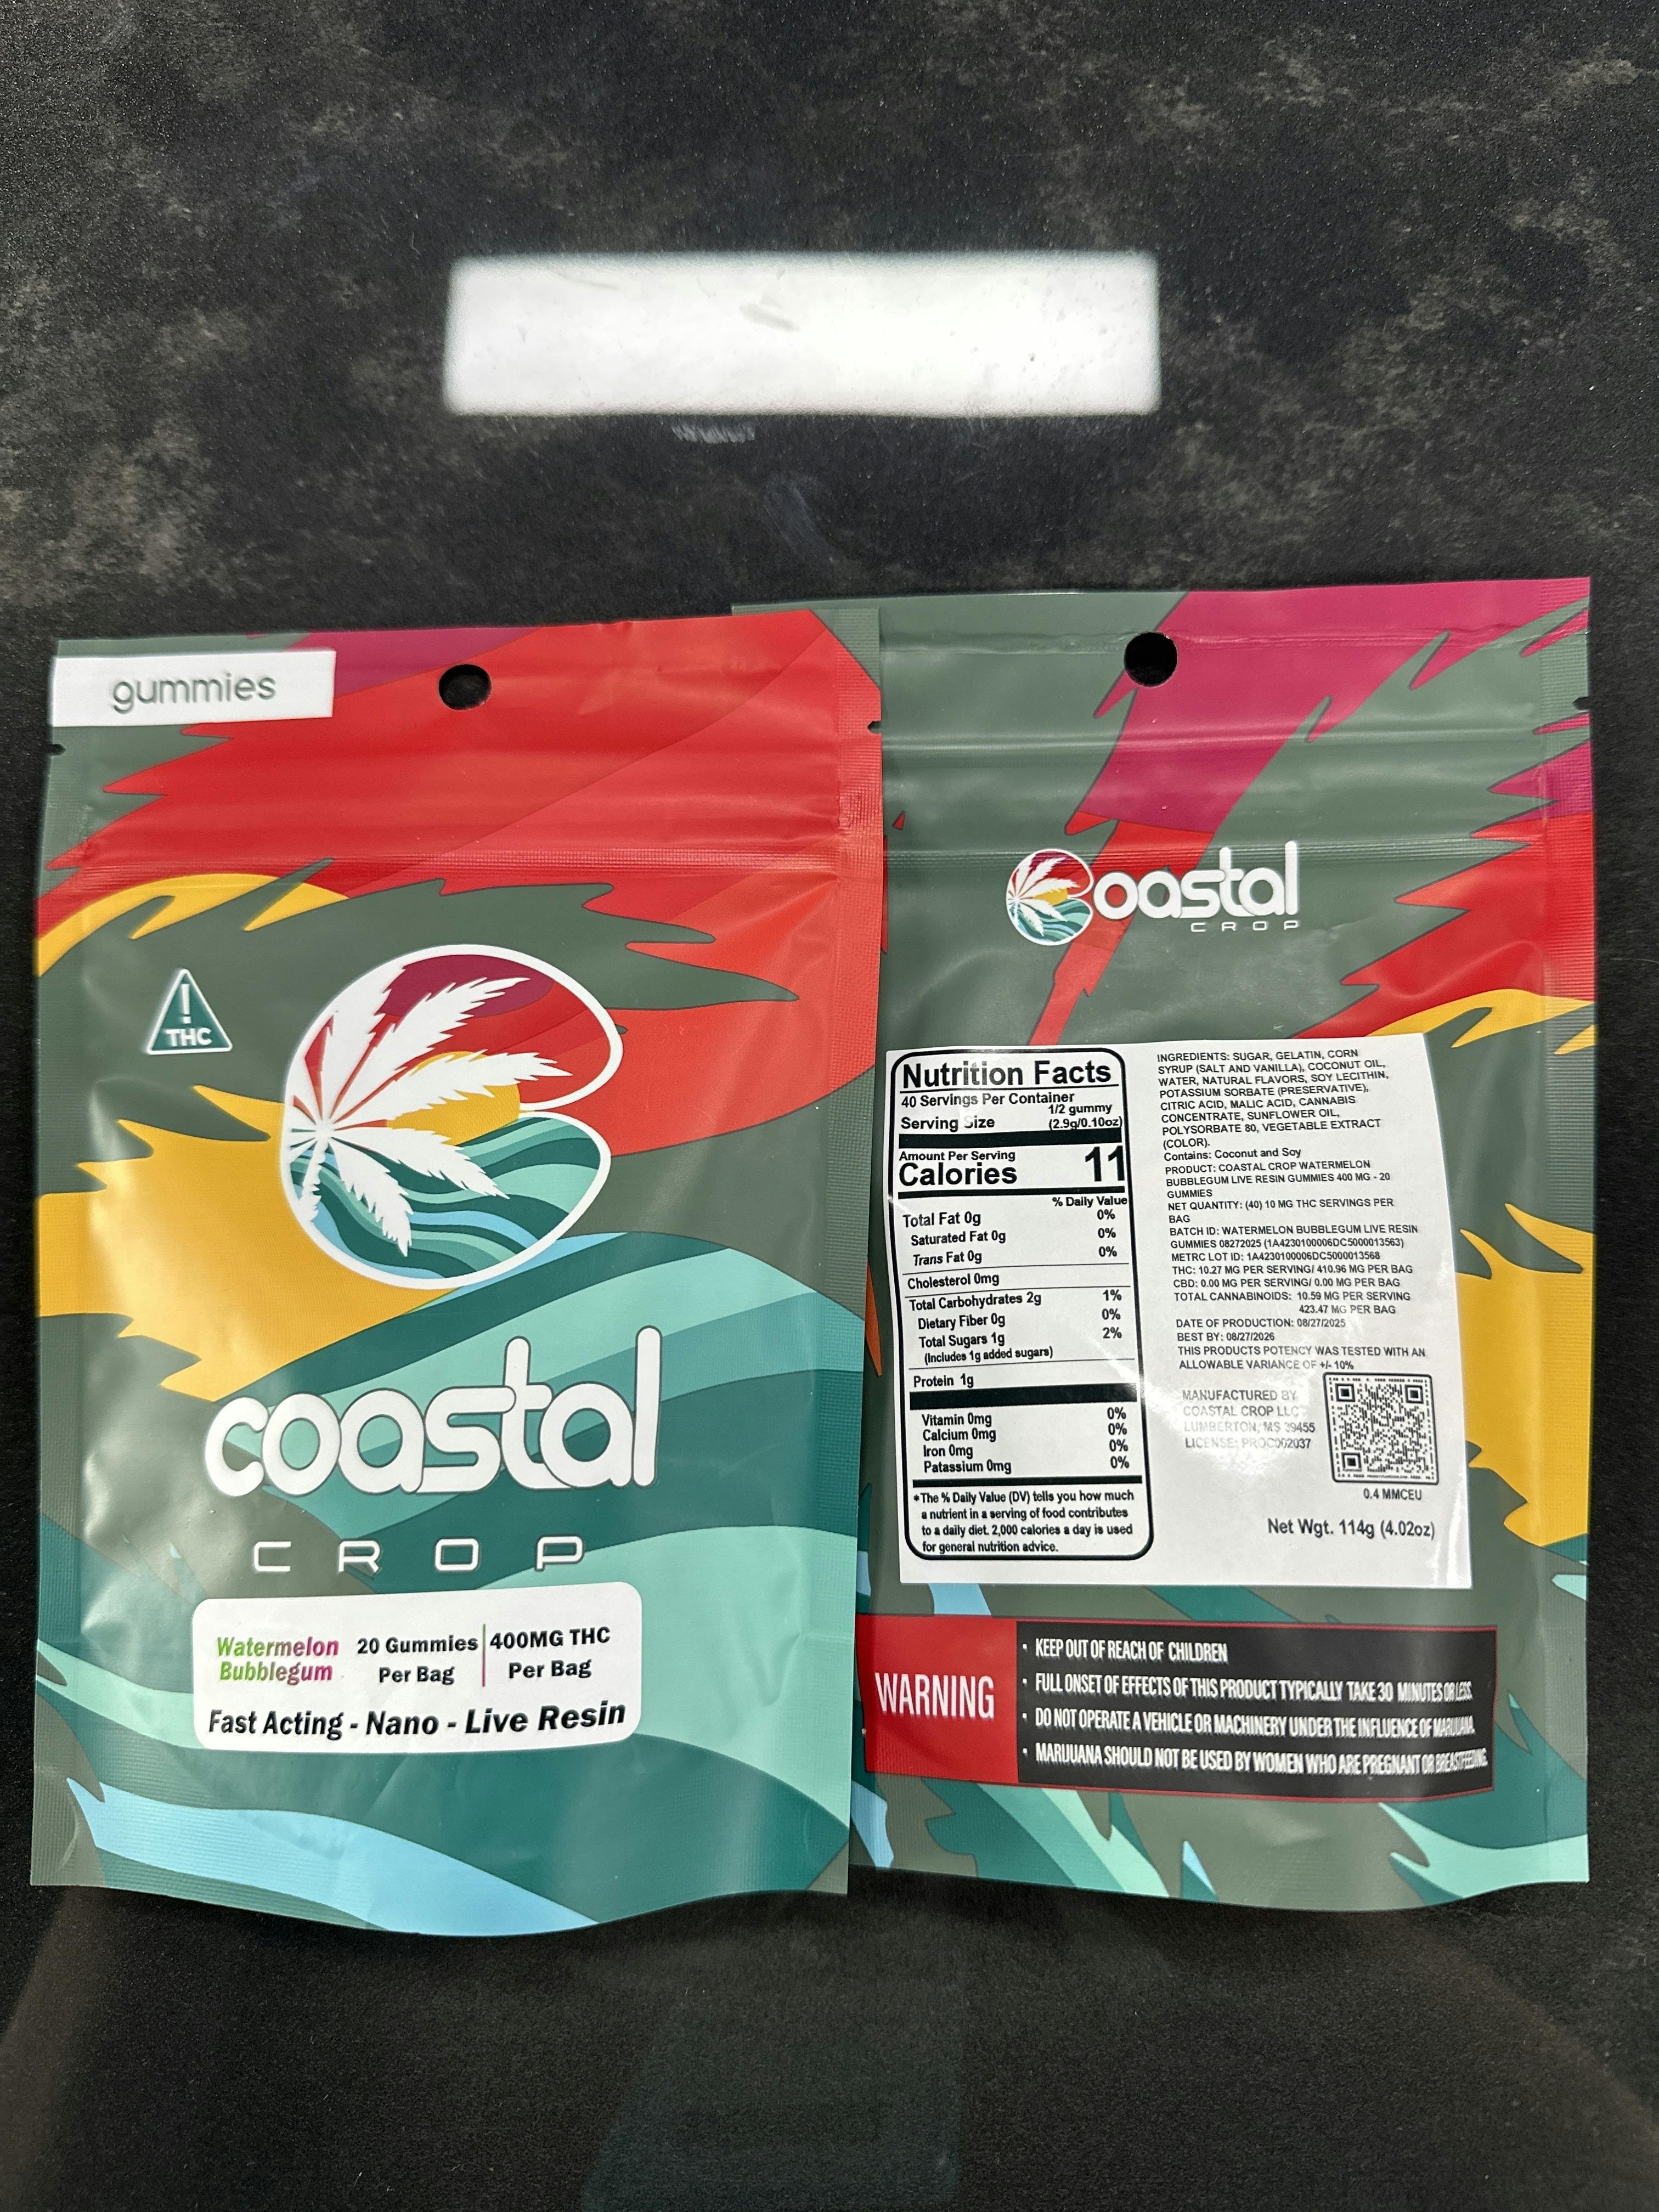 gummies
!
THC
coastal
CROP
Watermelon
Bubblegum
20 Gummies
Per Bag
400MG THC
Per Bag
Fast Acting - Nano - Live Resin
Coastal
CROP
Nutrition Facts
40 Servings Per Container
Serving Size 1/2 gummy
(2.9g/0.10oz)
Amount Per Serving
Calories 11
% Daily Value
Total Fat 0g 0%
Saturated Fat 0g 0%
Trans Fat 0g 0%
Cholesterol 0mg
Total Carbohydrates 2g 1%
Dietary Fiber 0g 0%
Total Sugars 1g 2%
(Includes 1g added sugars)
Protein 1g
Vitamin 0mg 0%
Calcium 0mg 0%
Iron 0mg 0%
Patassium 0mg 0%
*The % Daily Value (DV) tells you how much
a nutrient in a serving of food contributes
to a daily diet. 2,000 calories a day is used
for general nutrition advice.
INGREDIENTS: SUGAR, GELATIN, CORN
SYRUP (SALT AND VANILLA), COCONUT OIL,
WATER, NATURAL FLAVORS, SOY LECITHIN,
POTASSIUM SORBATE (PRESERVATIVE),
CITRIC ACID, MALIC ACID, CANNABIS
CONCENTRATE, SUNFLOWER OIL,
POLYSORBATE 80, VEGETABLE EXTRACT
(COLOR).
Contains: Coconut and Soy
PRODUCT: COASTAL CROP WATERMELON
BUBBLEGUM LIVE RESIN GUMMIES 400 MG - 20
GUMMIES
NET QUANTITY: (40) 10 MG THC SERVINGS PER
BAG
BATCH ID: WATERMELON BUBBLEGUM LIVE RESIN
GUMMIES 08272025 (1A4230100006DC5000013563)
METRC LOT ID: 1A4230100006DC5000013568
THC: 10.27 MG PER SERVING/ 410.96 MG PER BAG
CBD: 0.00 MG PER SERVING/ 0.00 MG PER BAG
TOTAL CANNABINOIDS: 10.59 MG PER SERVING
423.47 MG PER BAG
DATE OF PRODUCTION: 08/27/2025
BEST BY: 08/27/2026
THIS PRODUCTS POTENCY WAS TESTED WITH AN
ALLOWABLE VARIANCE OF +/- 10%
MANUFACTURED BY
COASTAL CROP LLC
LUMBERTON, MS 39455
LICENSE: PROC002037
0.4 MMCEU
Net Wgt. 114g (4.02oz)
WARNING
• KEEP OUT OF REACH OF CHILDREN
• FULL ONSET OF EFFECTS OF THIS PRODUCT TYPICALLY TAKE 30 MINUTES OR LESS.
• DO NOT OPERATE A VEHICLE OR MACHINERY UNDER THE INFLUENCE OF MARIJUANA.
• MARIJUANA SHOULD NOT BE USED BY WOMEN WHO ARE PREGNANT OR BREASTFEEDING.